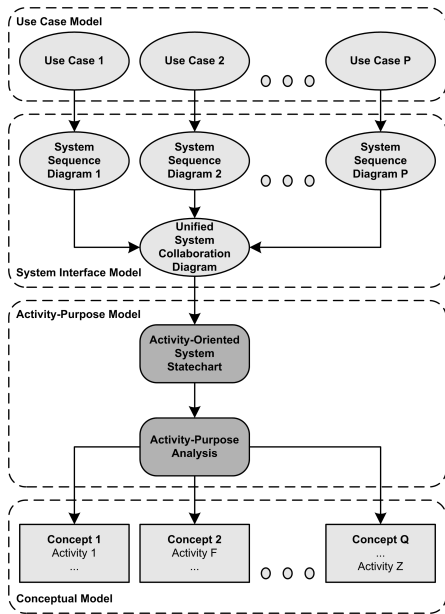 Use Case Model
Use Case 1
Use Case 2
Use Case P
System
Sequence
Diagram 1
System
Sequence
Diagram 2
System
Sequence
Diagram P
Unified
System
Collaboration
Diagram
System Interface Model
Activity-Purpose Model
Activity-Oriented
System
Statechart
Activity-Purpose
Analysis
Concept 1
Activity 1
...
Concept 2
Activity F
...
Concept Q
...
Activity Z
Conceptual Model